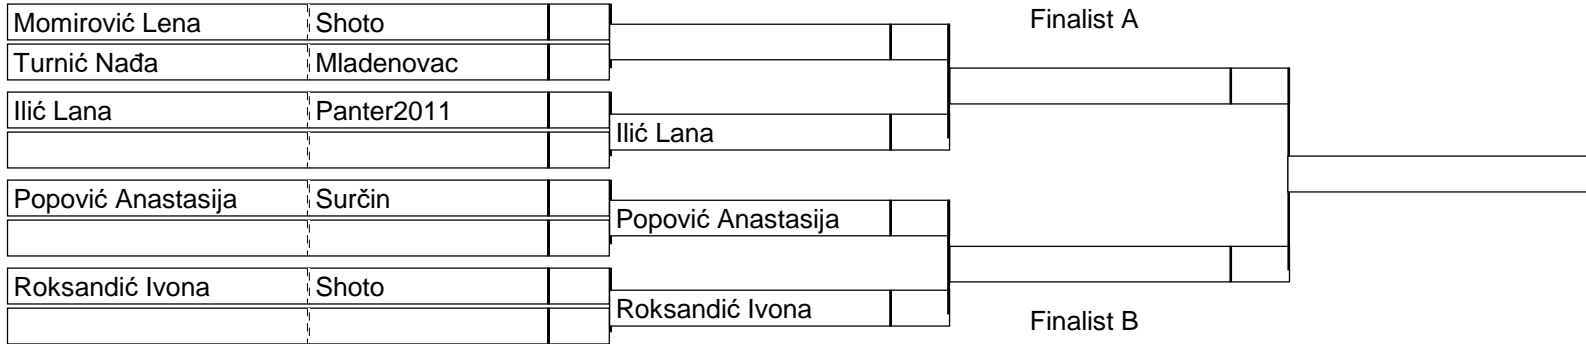 Momirović Lena Shoto
Turnić Nađa Mladenovac
Ilić Lana Panter2011
Popović Anastasija Surčin
Roksandić Ivona Shoto
Ilić Lana
Popović Anastasija
Roksandić Ivona
Finalist A
Finalist B